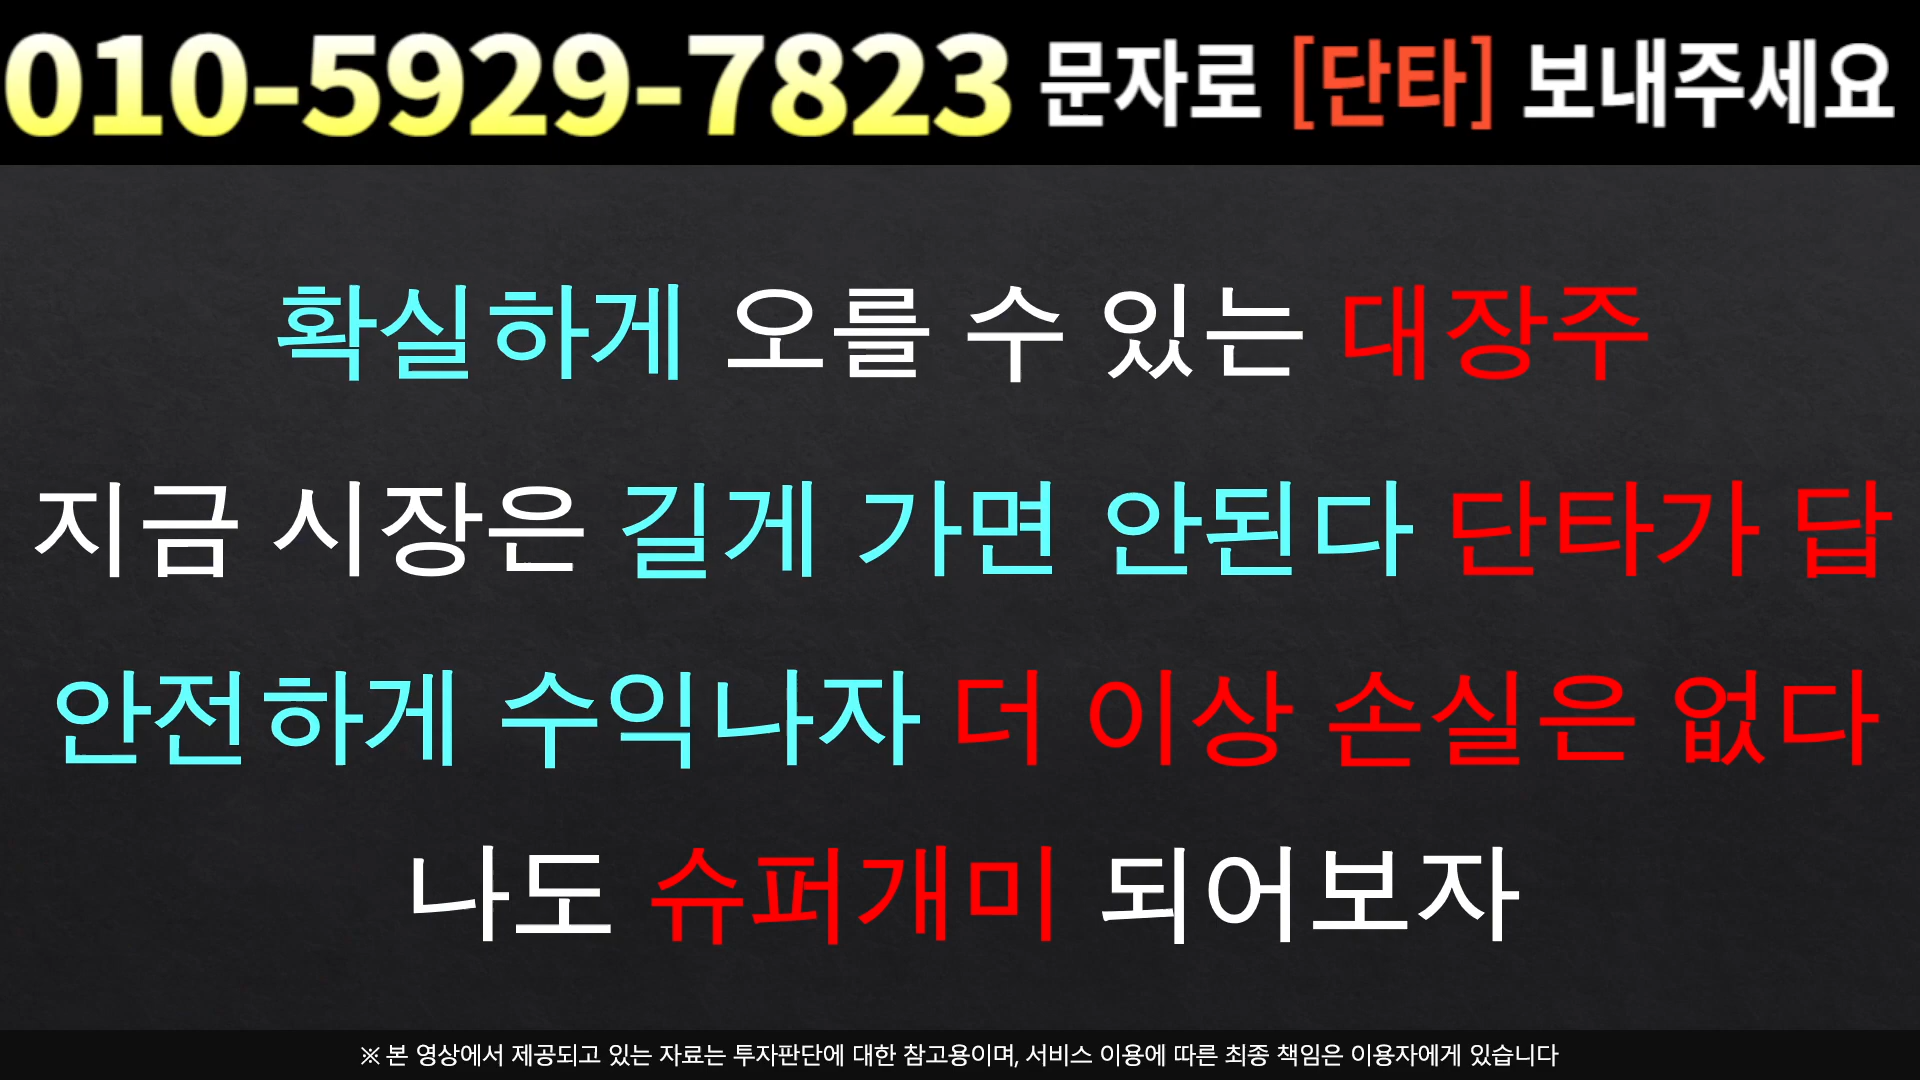 010-5929-7823 문자로 [단타] 보내주세요
확실하게 오를 수 있는 대장주
지금 시장은 길게 가면 안된다 단타가 답
안전하게 수익나자 더 이상 손실은 없다
나도 슈퍼개미 되어보자
※ 본 영상에서 제공되고 있는 자료는 투자판단에 대한 참고용이며, 서비스 이용에 따른 최종 책임은 이용자에게 있습니다